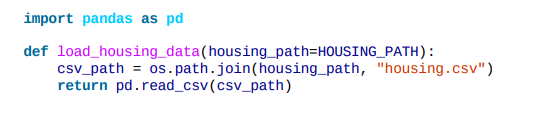 import pandas as pd
def load_housing_data(housing_path=HOUSING_PATH):
    csv_path = os.path.join(housing_path, "housing.csv")
    return pd.read_csv(csv_path)